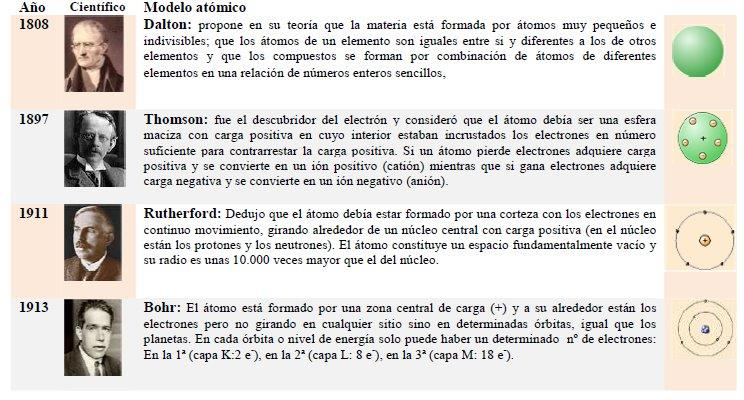 Año Científico Modelo atómico
1808 Dalton: propone en su teoría que la materia está formada por átomos muy pequeños e
indivisibles; que los átomos de un elemento son iguales entre si y diferentes a los de otros
elementos y que los compuestos se forman por combinación de átomos de diferentes
elementos en una relación de números enteros sencillos,
1897 Thomson: fue el descubridor del electrón y consideró que el átomo debía ser una esfera
maciza con carga positiva en cuyo interior estaban incrustados los electrones en número
suficiente para contrarrestar la carga positiva. Si un átomo pierde electrones adquiere carga
positiva y se convierte en un ión positivo (catión) mientras que si gana electrones adquiere
carga negativa y se convierte en un ión negativo (anión).
1911 Rutherford: Dedujo que el átomo debía estar formado por una corteza con los electrones en
continuo movimiento, girando alrededor de un núcleo central con carga positiva (en el núcleo
están los protones y los neutrones). El átomo constituye un espacio fundamentalmente vacío y
su radio es unas 10.000 veces mayor que el del núcleo.
1913 Bohr: El átomo está formado por una zona central de carga (+) y a su alrededor están los
electrones pero no girando en cualquier sitio sino en determinadas órbitas, igual que los
planetas. En cada órbita o nivel de energía solo puede haber un determinado nº de electrones:
En la 1ª (capa K:2 e⁻), en la 2ª (capa L: 8 e⁻), en la 3ª (capa M: 18 e⁻).